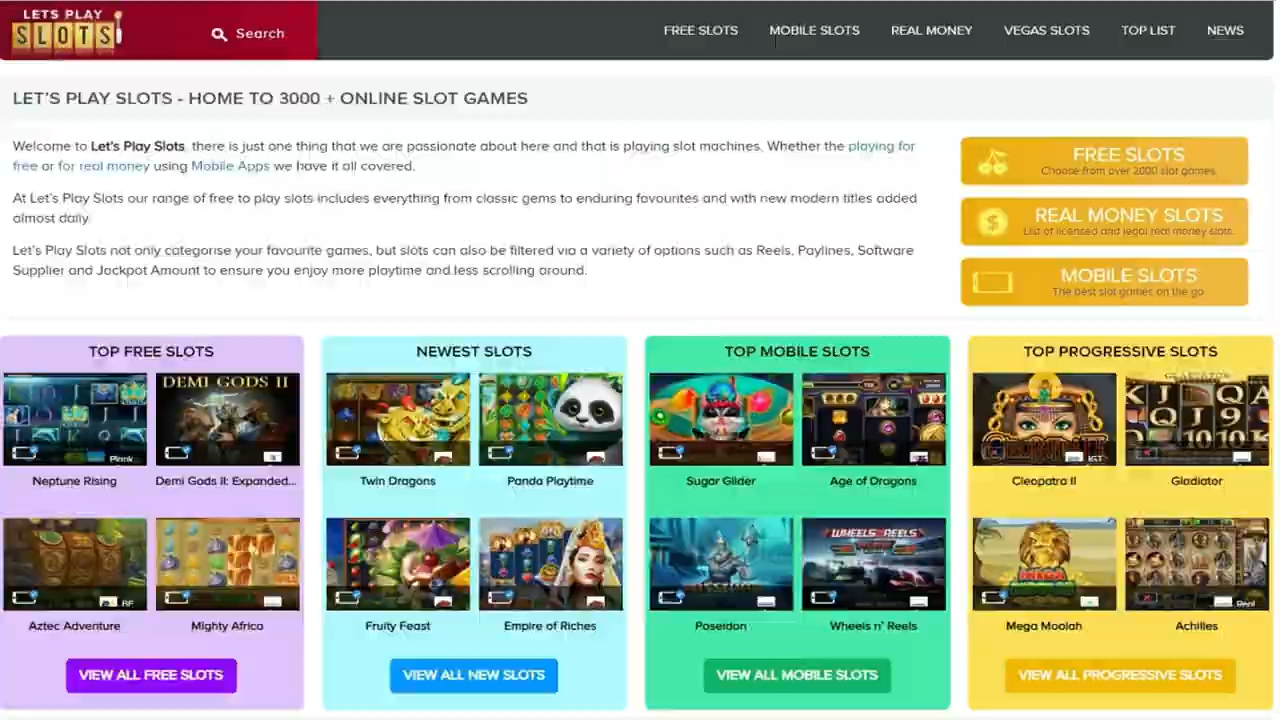 LETS PLAY
SLOTS
Search
FREE SLOTS MOBILE SLOTS REAL MONEY VEGAS SLOTS TOP LIST NEWS
LET'S PLAY SLOTS - HOME TO 3000 + ONLINE SLOT GAMES
Welcome to Let's Play Slots, there is just one thing that we are passionate about here and that is playing slot machines. Whether the playing for
free or for real money using Mobile Apps we have it all covered.
At Let's Play Slots our range of free to play slots includes everything from classic gems to enduring favourites and with new modern titles added
almost daily.
Let's Play Slots not only categorise your favourite games, but slots can also be filtered via a variety of options such as Reels, Paylines, Software
Supplier and Jackpot Amount to ensure you enjoy more playtime and less scrolling around.
FREE SLOTS
Choose from over 2000 slot games.
REAL MONEY SLOTS
List of licensed and legal real money slots.
MOBILE SLOTS
The best slot games on the go.
TOP FREE SLOTS
DEMI GODS II
Neptune Rising Demi Gods II: Expanded...
Aztec Adventure Mighty Africa
VIEW ALL FREE SLOTS
NEWEST SLOTS
Twin Dragons Panda Playtime
Fruity Feast Empire of Riches
VIEW ALL NEW SLOTS
TOP MOBILE SLOTS
Sugar Glider Age of Dragons
WHEELS N REELS
Poseidon Wheels n' Reels
VIEW ALL MOBILE SLOTS
TOP PROGRESSIVE SLOTS
IGT
Cleopatra II Gladiator
Mega Moolah Achilles
VIEW ALL PROGRESSIVE SLOTS